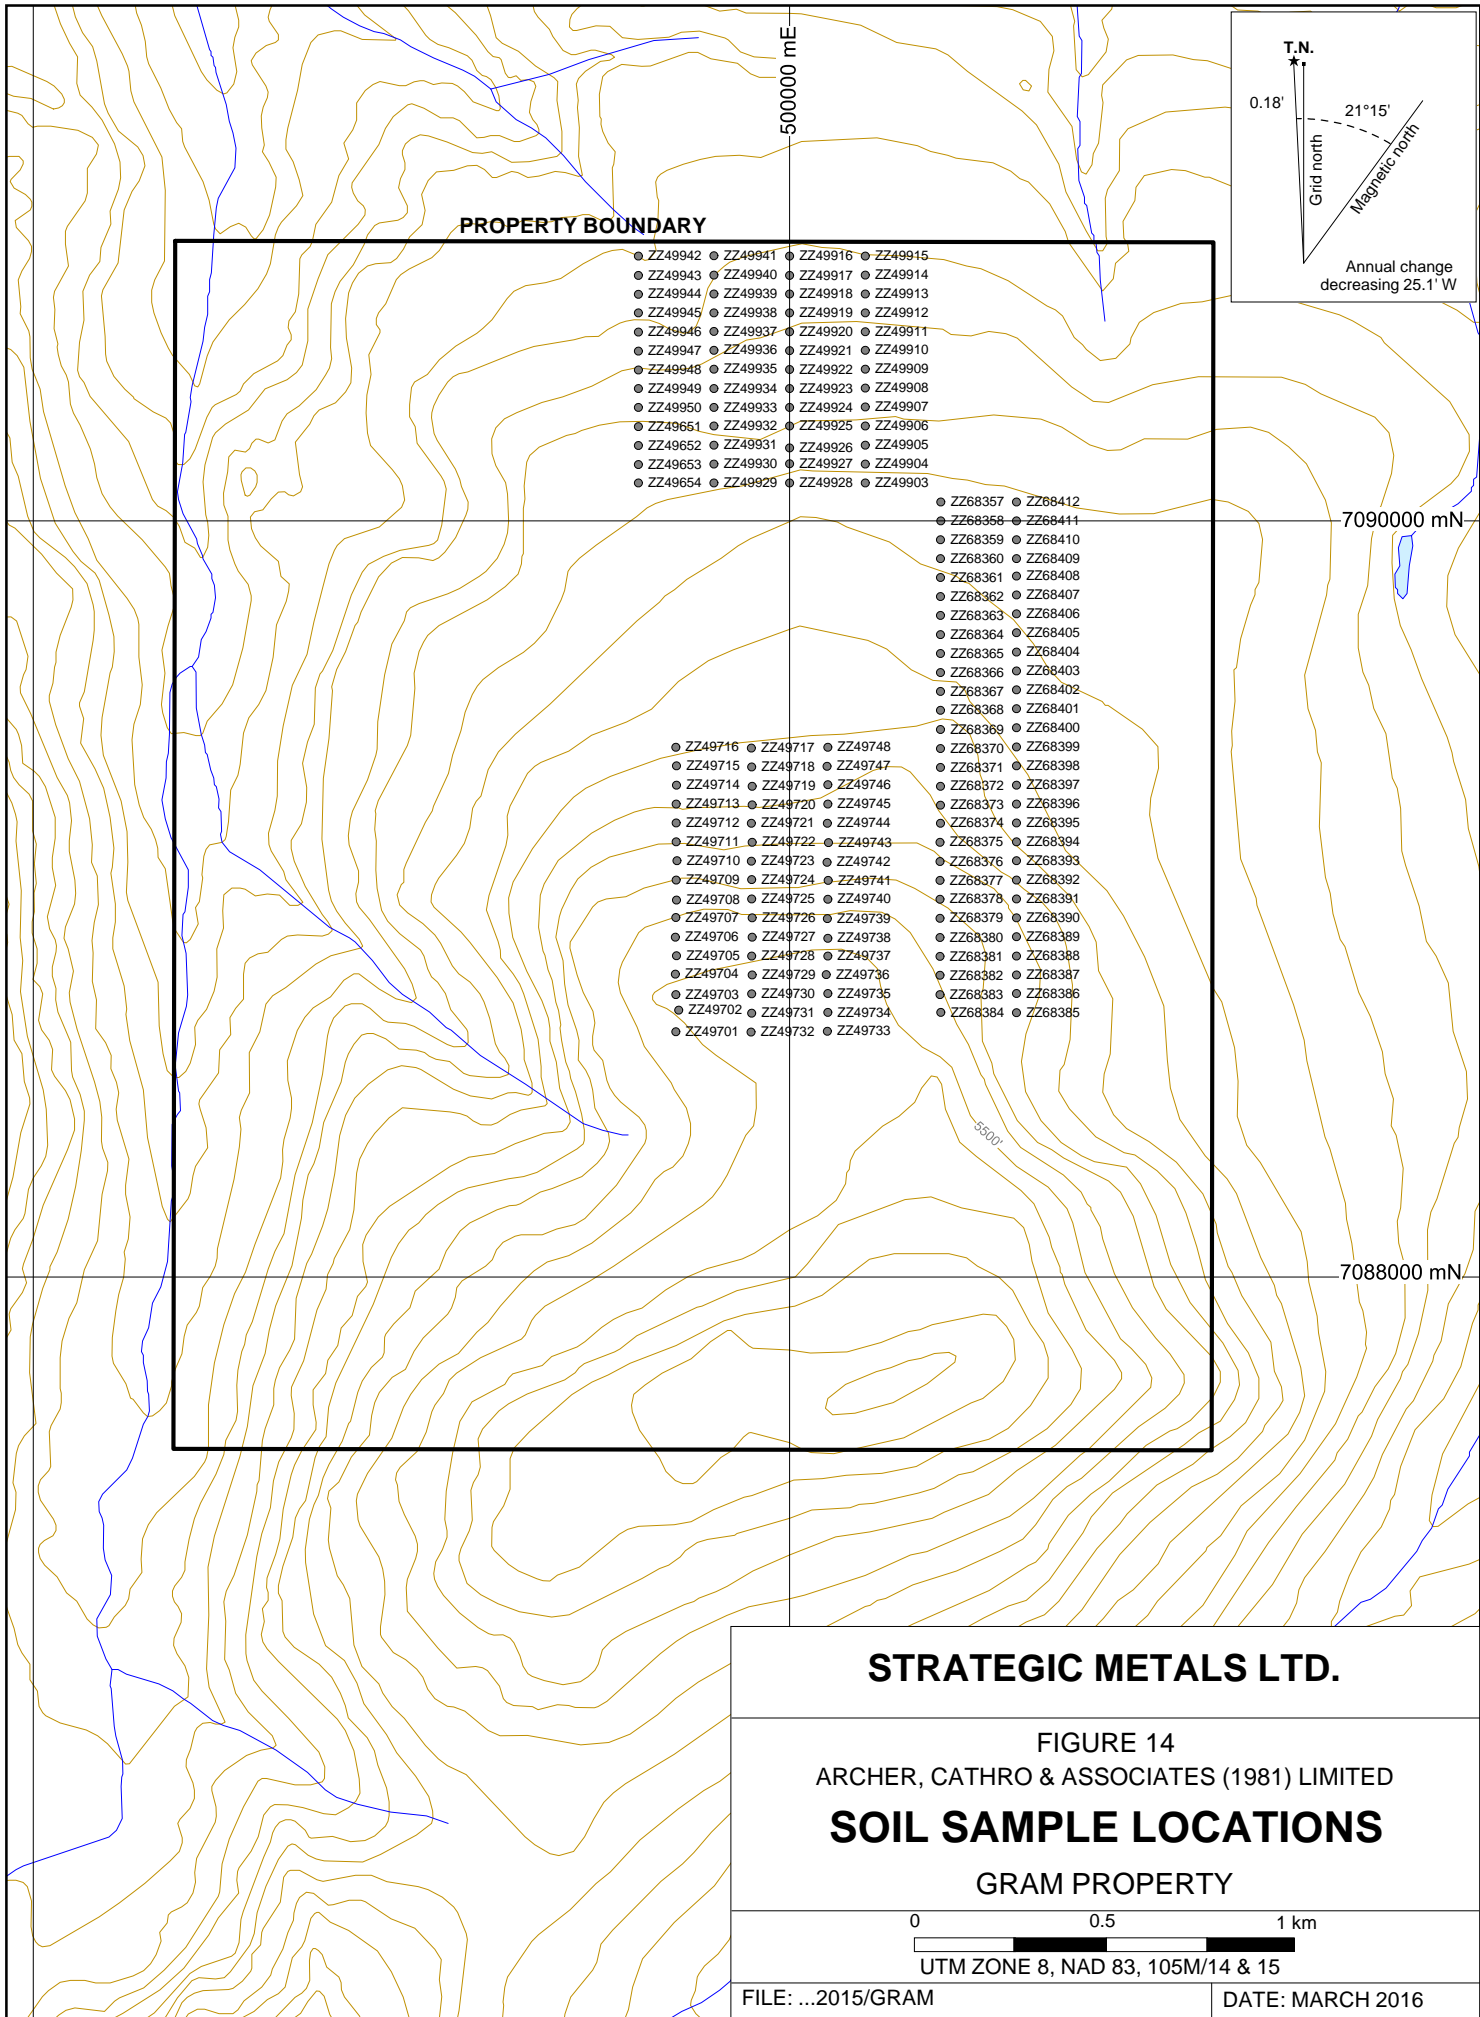 500000 mE
T.N.
0.18'
21°15'
Grid north
Magnetic north
Annual change
decreasing 25.1' W
PROPERTY BOUNDARY
ZZ49942 ZZ49941 ZZ49916 ZZ49915
ZZ49943 ZZ49940 ZZ49917 ZZ49914
ZZ49944 ZZ49939 ZZ49918 ZZ49913
ZZ49945 ZZ49938 ZZ49919 ZZ49912
ZZ49946 ZZ49937 ZZ49920 ZZ49911
ZZ49947 ZZ49936 ZZ49921 ZZ49910
ZZ49948 ZZ49935 ZZ49922 ZZ49909
ZZ49949 ZZ49934 ZZ49923 ZZ49908
ZZ49950 ZZ49933 ZZ49924 ZZ49907
ZZ49651 ZZ49932 ZZ49925 ZZ49906
ZZ49652 ZZ49931 ZZ49926 ZZ49905
ZZ49653 ZZ49930 ZZ49927 ZZ49904
ZZ49654 ZZ49929 ZZ49928 ZZ49903
ZZ68357 ZZ68412
ZZ68358 ZZ68411
7090000 mN
ZZ68359 ZZ68410
ZZ68360 ZZ68409
ZZ68361 ZZ68408
ZZ68362 ZZ68407
ZZ68363 ZZ68406
ZZ68364 ZZ68405
ZZ68365 ZZ68404
ZZ68366 ZZ68403
ZZ68367 ZZ68402
ZZ68368 ZZ68401
ZZ68369 ZZ68400
ZZ49716 ZZ49717 ZZ49748 ZZ68370 ZZ68399
ZZ49715 ZZ49718 ZZ49747 ZZ68371 ZZ68398
ZZ49714 ZZ49719 ZZ49746 ZZ68372 ZZ68397
ZZ49713 ZZ49720 ZZ49745 ZZ68373 ZZ68396
ZZ49712 ZZ49721 ZZ49744 ZZ68374 ZZ68395
ZZ49711 ZZ49722 ZZ49743 ZZ68375 ZZ68394
ZZ49710 ZZ49723 ZZ49742 ZZ68376 ZZ68393
ZZ49709 ZZ49724 ZZ49741 ZZ68377 ZZ68392
ZZ49708 ZZ49725 ZZ49740 ZZ68378 ZZ68391
ZZ49707 ZZ49726 ZZ49739 ZZ68379 ZZ68390
ZZ49706 ZZ49727 ZZ49738 ZZ68380 ZZ68389
ZZ49705 ZZ49728 ZZ49737 ZZ68381 ZZ68388
ZZ49704 ZZ49729 ZZ49736 ZZ68382 ZZ68387
ZZ49703 ZZ49730 ZZ49735 ZZ68383 ZZ68386
ZZ49702 ZZ49731 ZZ49734 ZZ68384 ZZ68385
ZZ49701 ZZ49732 ZZ49733
5500'
7088000 mN
STRATEGIC METALS LTD.
FIGURE 14
ARCHER, CATHRO & ASSOCIATES (1981) LIMITED
SOIL SAMPLE LOCATIONS
GRAM PROPERTY
0 0.5 1 km
UTM ZONE 8, NAD 83, 105M/14 & 15
FILE: ...2015/GRAM
DATE: MARCH 2016